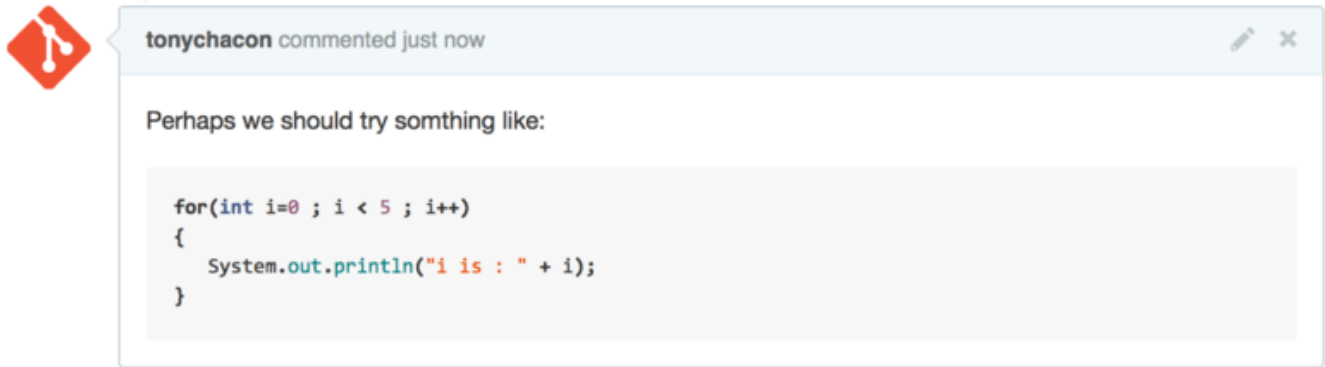 tonychacon commented just now
Perhaps we should try somthing like:
for(int i=0 ; i < 5 ; i++)
{
   System.out.println("i is : " + i);
}